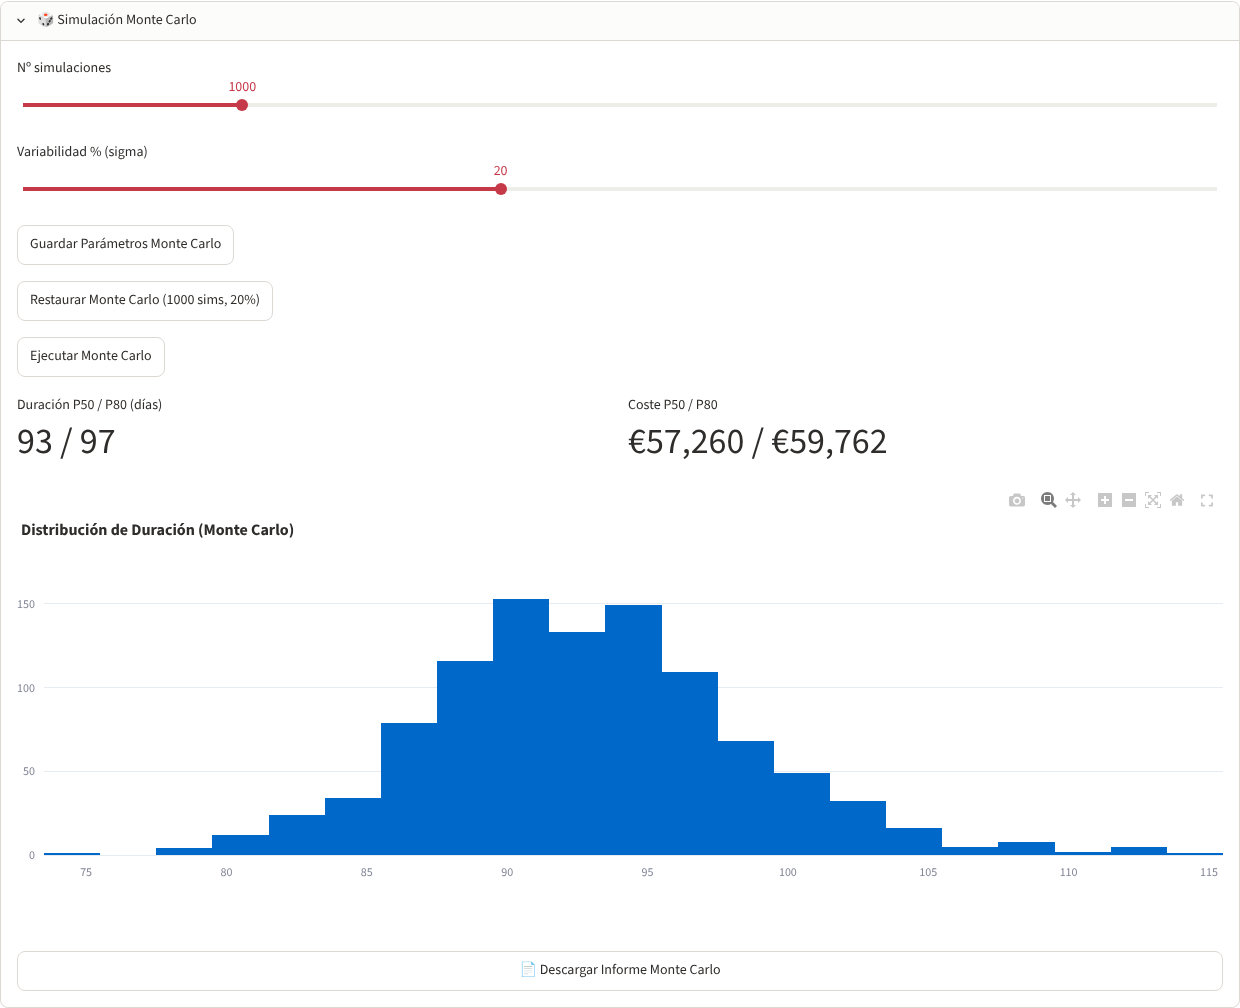 Simulación Monte Carlo
Nº simulaciones
1000
Variabilidad % (sigma)
20
Guardar Parámetros Monte Carlo
Restaurar Monte Carlo (1000 sims, 20%)
Ejecutar Monte Carlo
Duración P50 / P80 (días)
93 / 97
Coste P50 / P80
€57,260 / €59,762
Distribución de Duración (Monte Carlo)
150
100
50
0
75 80 85 90 95 100 105 110 115
Descargar Informe Monte Carlo